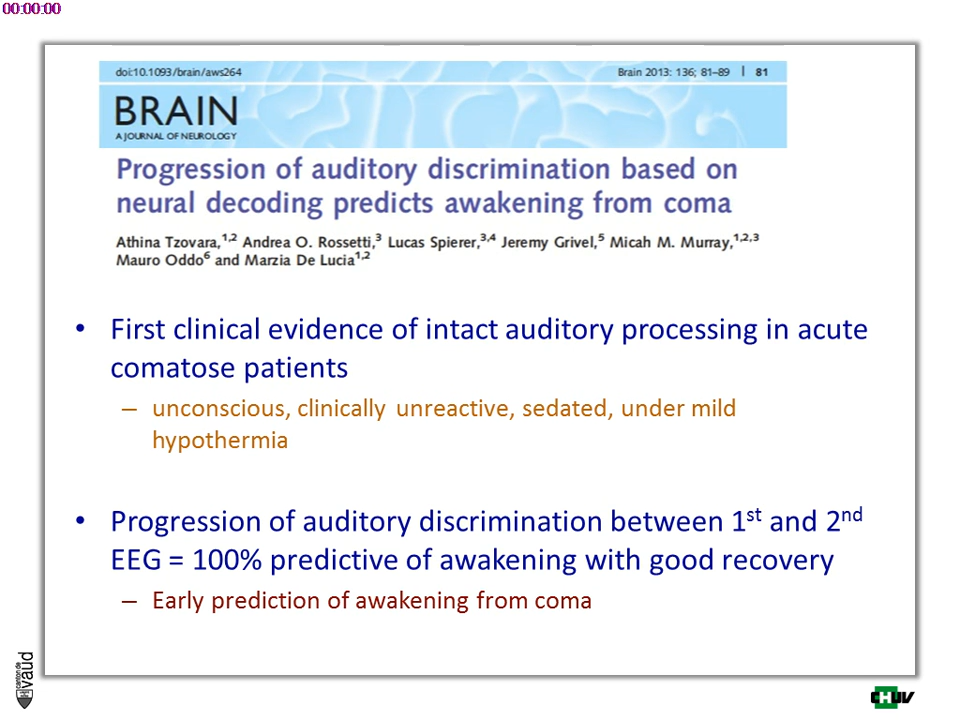 00:00:00
doi:10.1093/brain/aws264
Brain 2013: 136; 81–89 | 81
BRAIN
A JOURNAL OF NEUROLOGY
Progression of auditory discrimination based on
neural decoding predicts awakening from coma
Athina Tzovara,1,2 Andrea O. Rossetti,3 Lucas Spierer,3,4 Jeremy Grivel,5 Micah M. Murray,1,2,3
Mauro Oddo6 and Marzia De Lucia1,2
• First clinical evidence of intact auditory processing in acute
comatose patients
– unconscious, clinically unreactive, sedated, under mild
hypothermia
• Progression of auditory discrimination between 1st and 2nd
EEG = 100% predictive of awakening with good recovery
– Early prediction of awakening from coma
canton de
vaud
CHUV